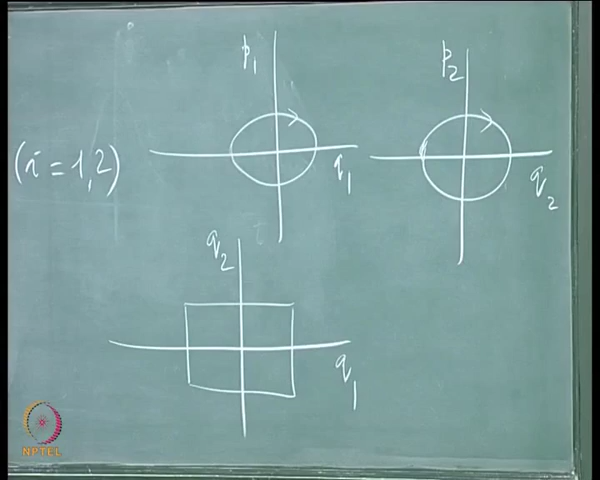 p₁
p₂
(i = 1, 2)
q₁
q₂
q₂
q₁
NPTEL